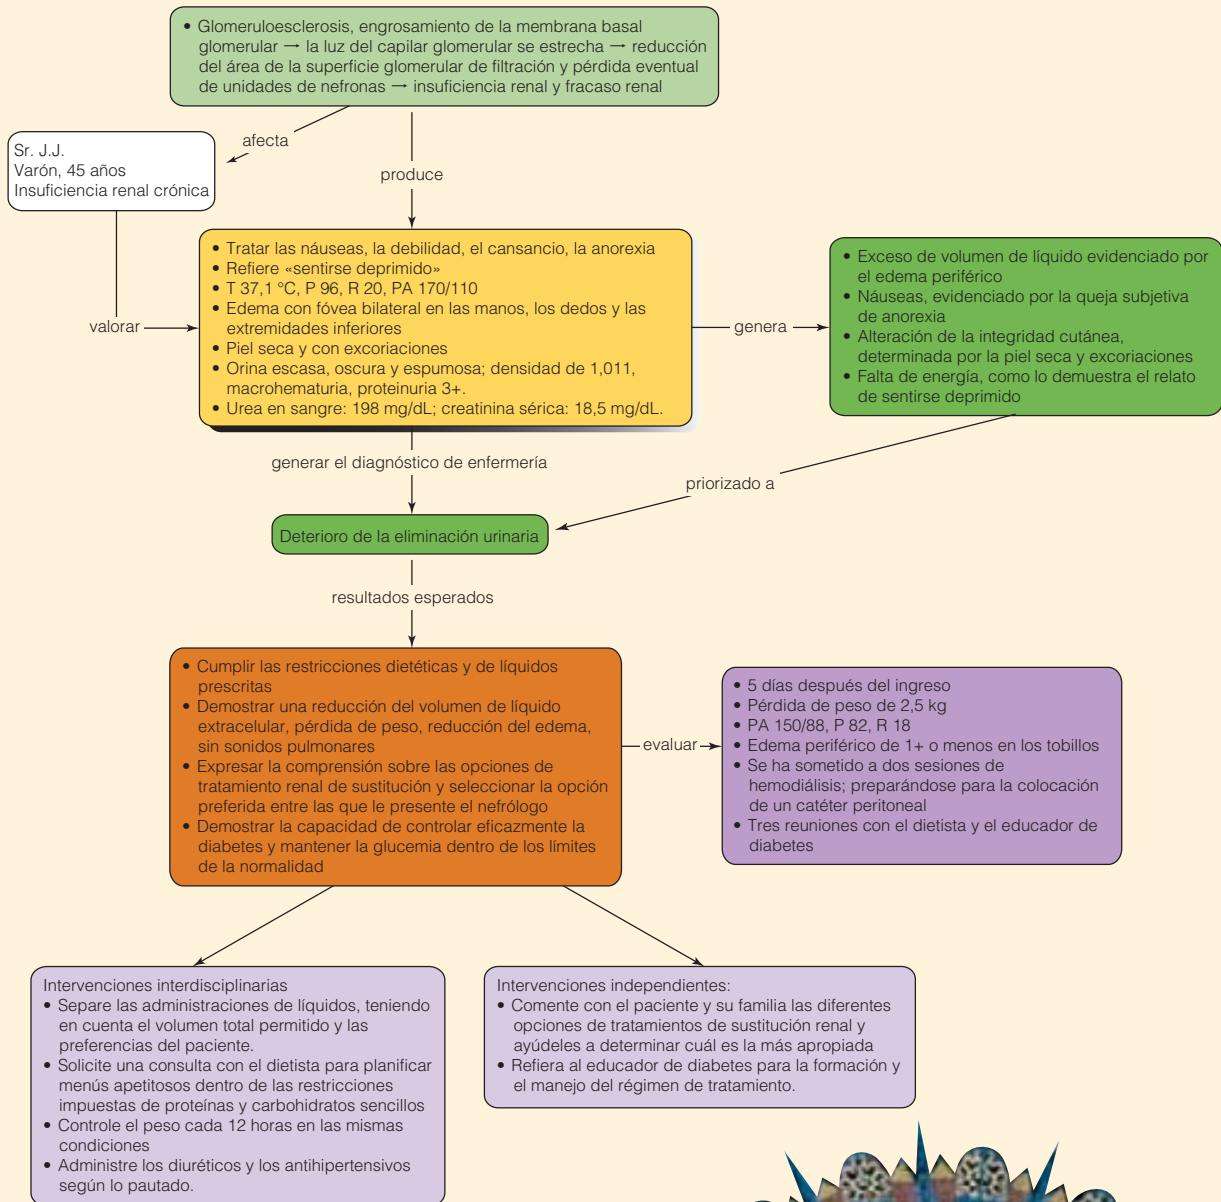 • Glomeruloesclerosis, engrosamiento de la membrana basal
glomerular → la luz del capilar glomerular se estrecha → reducción
del área de la superficie glomerular de filtración y pérdida eventual
de unidades de nefronas → insuficiencia renal y fracaso renal
afecta
Sr. J.J.
Varón, 45 años
Insuficiencia renal crónica
produce
• Tratar las náuseas, la debilidad, el cansancio, la anorexia
• Refiere «sentirse deprimido»
• T 37,1 °C, P 96, R 20, PA 170/110
• Edema con fóvea bilateral en las manos, los dedos y las
extremidades inferiores
• Piel seca y con excoriaciones
• Orina escasa, oscura y espumosa; densidad de 1,011,
macrohematuria, proteinuria 3+.
• Urea en sangre: 198 mg/dL; creatinina sérica: 18,5 mg/dL.
valorar
genera
• Exceso de volumen de líquido evidenciado por
el edema periférico
• Náuseas, evidenciado por la queja subjetiva
de anorexia
• Alteración de la integridad cutánea,
determinada por la piel seca y excoriaciones
• Falta de energía, como lo demuestra el relato
de sentirse deprimido
generar el diagnóstico de enfermería
priorizado a
Deterioro de la eliminación urinaria
resultados esperados
• Cumplir las restricciones dietéticas y de líquidos
prescritas
• Demostrar una reducción del volumen de líquido
extracelular, pérdida de peso, reducción del edema,
sin sonidos pulmonares
• Expresar la comprensión sobre las opciones de
tratamiento renal de sustitución y seleccionar la opción
preferida entre las que le presente el nefrólogo
• Demostrar la capacidad de controlar eficazmente la
diabetes y mantener la glucemia dentro de los límites
de la normalidad
evaluar
• 5 días después del ingreso
• Pérdida de peso de 2,5 kg
• PA 150/88, P 82, R 18
• Edema periférico de 1+ o menos en los tobillos
• Se ha sometido a dos sesiones de
hemodiálisis; preparándose para la colocación
de un catéter peritoneal
• Tres reuniones con el dietista y el educador de
diabetes
Intervenciones interdisciplinarias
• Separe las administraciones de líquidos, teniendo
en cuenta el volumen total permitido y las
preferencias del paciente.
• Solicite una consulta con el dietista para planificar
menús apetitosos dentro de las restricciones
impuestas de proteínas y carbohidratos sencillos
• Controle el peso cada 12 horas en las mismas
condiciones
• Administre los diuréticos y los antihipertensivos
según lo pautado.
Intervenciones independientes:
• Comente con el paciente y su familia las diferentes
opciones de tratamientos de sustitución renal y
ayúdeles a determinar cuál es la más apropiada
• Refiera al educador de diabetes para la formación y
el manejo del régimen de tratamiento.